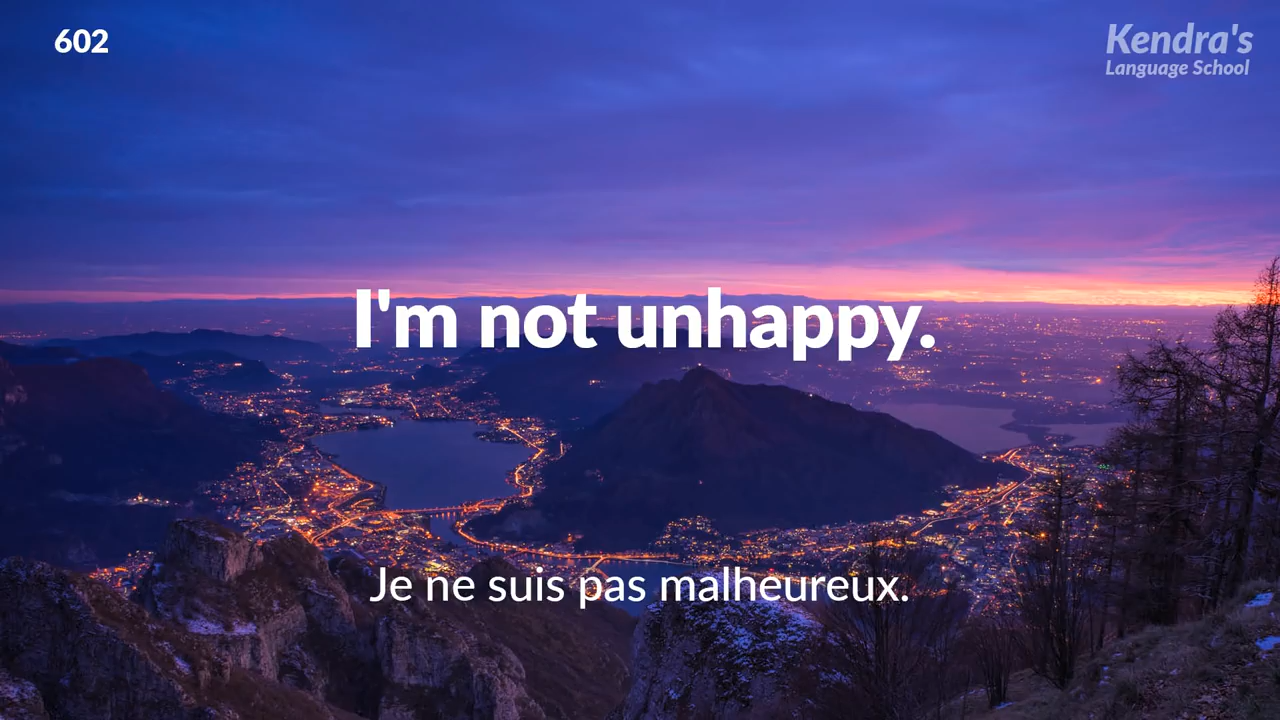 602
Kendra's
Language School
I'm not unhappy.
Je ne suis pas malheureux.